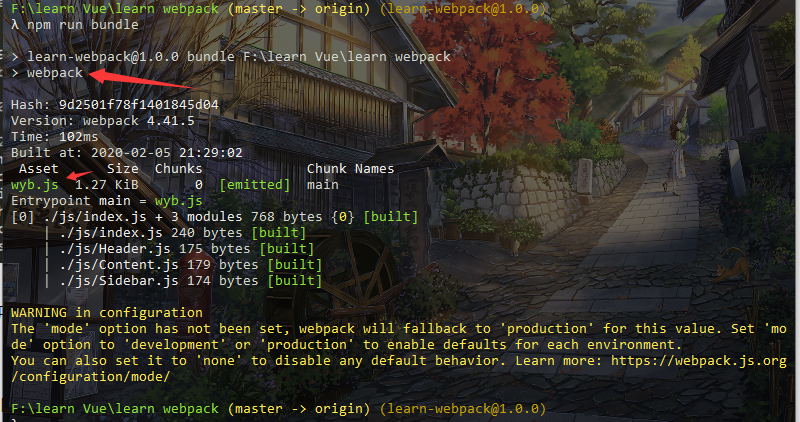 F:\learn Vue\learn webpack (master -> origin) (learn-webpack@1.0.0)
λ npm run bundle
> learn-webpack@1.0.0 bundle F:\learn Vue\learn webpack
> webpack
Hash: 9d2501f78f1401845d04
Version: webpack 4.41.5
Time: 102ms
Built at: 2020-02-05 21:29:02
Asset Size Chunks Chunk Names
wyb.js 1.27 KiB 0 [emitted] main
Entrypoint main = wyb.js
[0] ./js/index.js + 3 modules 768 bytes {0} [built]
| ./js/index.js 240 bytes [built]
| ./js/Header.js 175 bytes [built]
| ./js/Content.js 179 bytes [built]
| ./js/Sidebar.js 174 bytes [built]
WARNING in configuration
The 'mode' option has not been set, webpack will fallback to 'production' for this value. Set 'mo
de' option to 'development' or 'production' to enable defaults for each environment.
You can also set it to 'none' to disable any default behavior. Learn more: https://webpack.js.org
/configuration/mode/
F:\learn Vue\learn webpack (master -> origin) (learn-webpack@1.0.0)